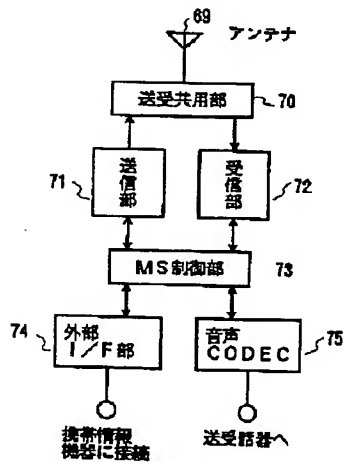 69
アンテナ
送受共用部
70
71
送信部
受信部
72
MS制御部
73
74
外部
I/F部
音声
CODEC
75
携帯情報
機器に接続
送受話器へ